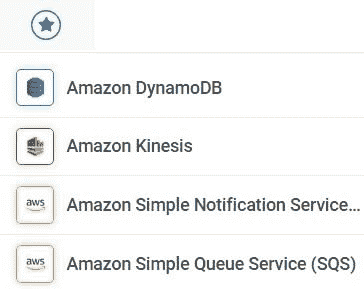 Amazon DynamoDB
Amazon Kinesis
aws Amazon Simple Notification Service...
aws Amazon Simple Queue Service (SQS)